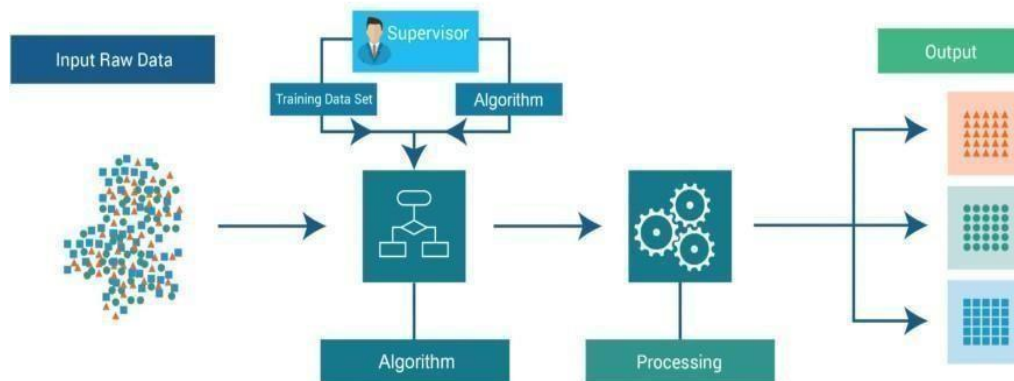 Input Raw Data
Supervisor
Training Data Set
Algorithm
Output
Algorithm
Processing